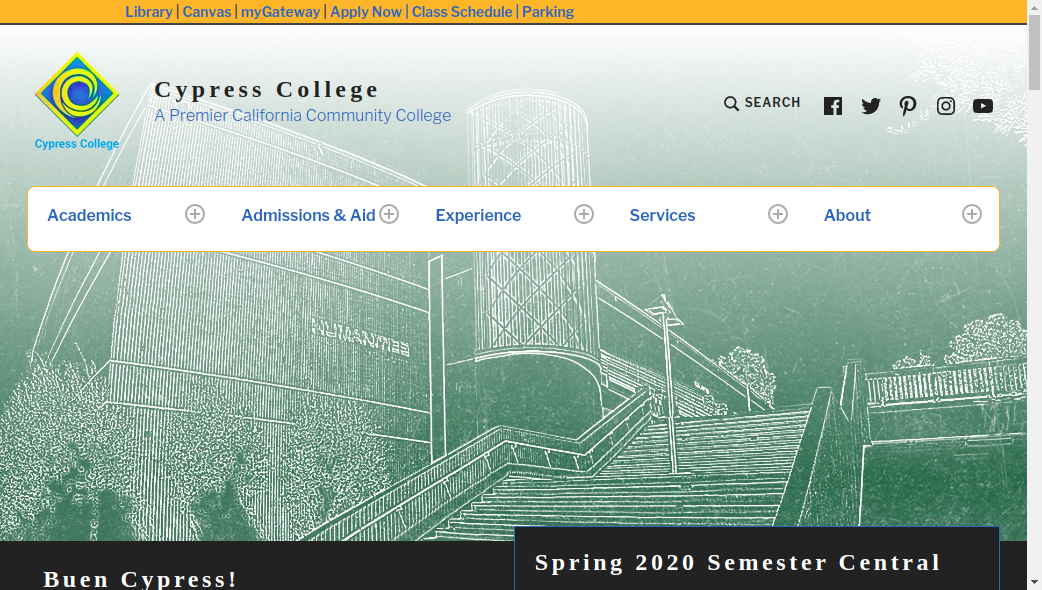 Library | Canvas | myGateway | Apply Now | Class Schedule | Parking
Cypress College
A Premier California Community College
Cypress College
SEARCH
Academics
Admissions & Aid
Experience
Services
About
HUMANITIES
Spring 2020 Semester Central
Buen Cypress!